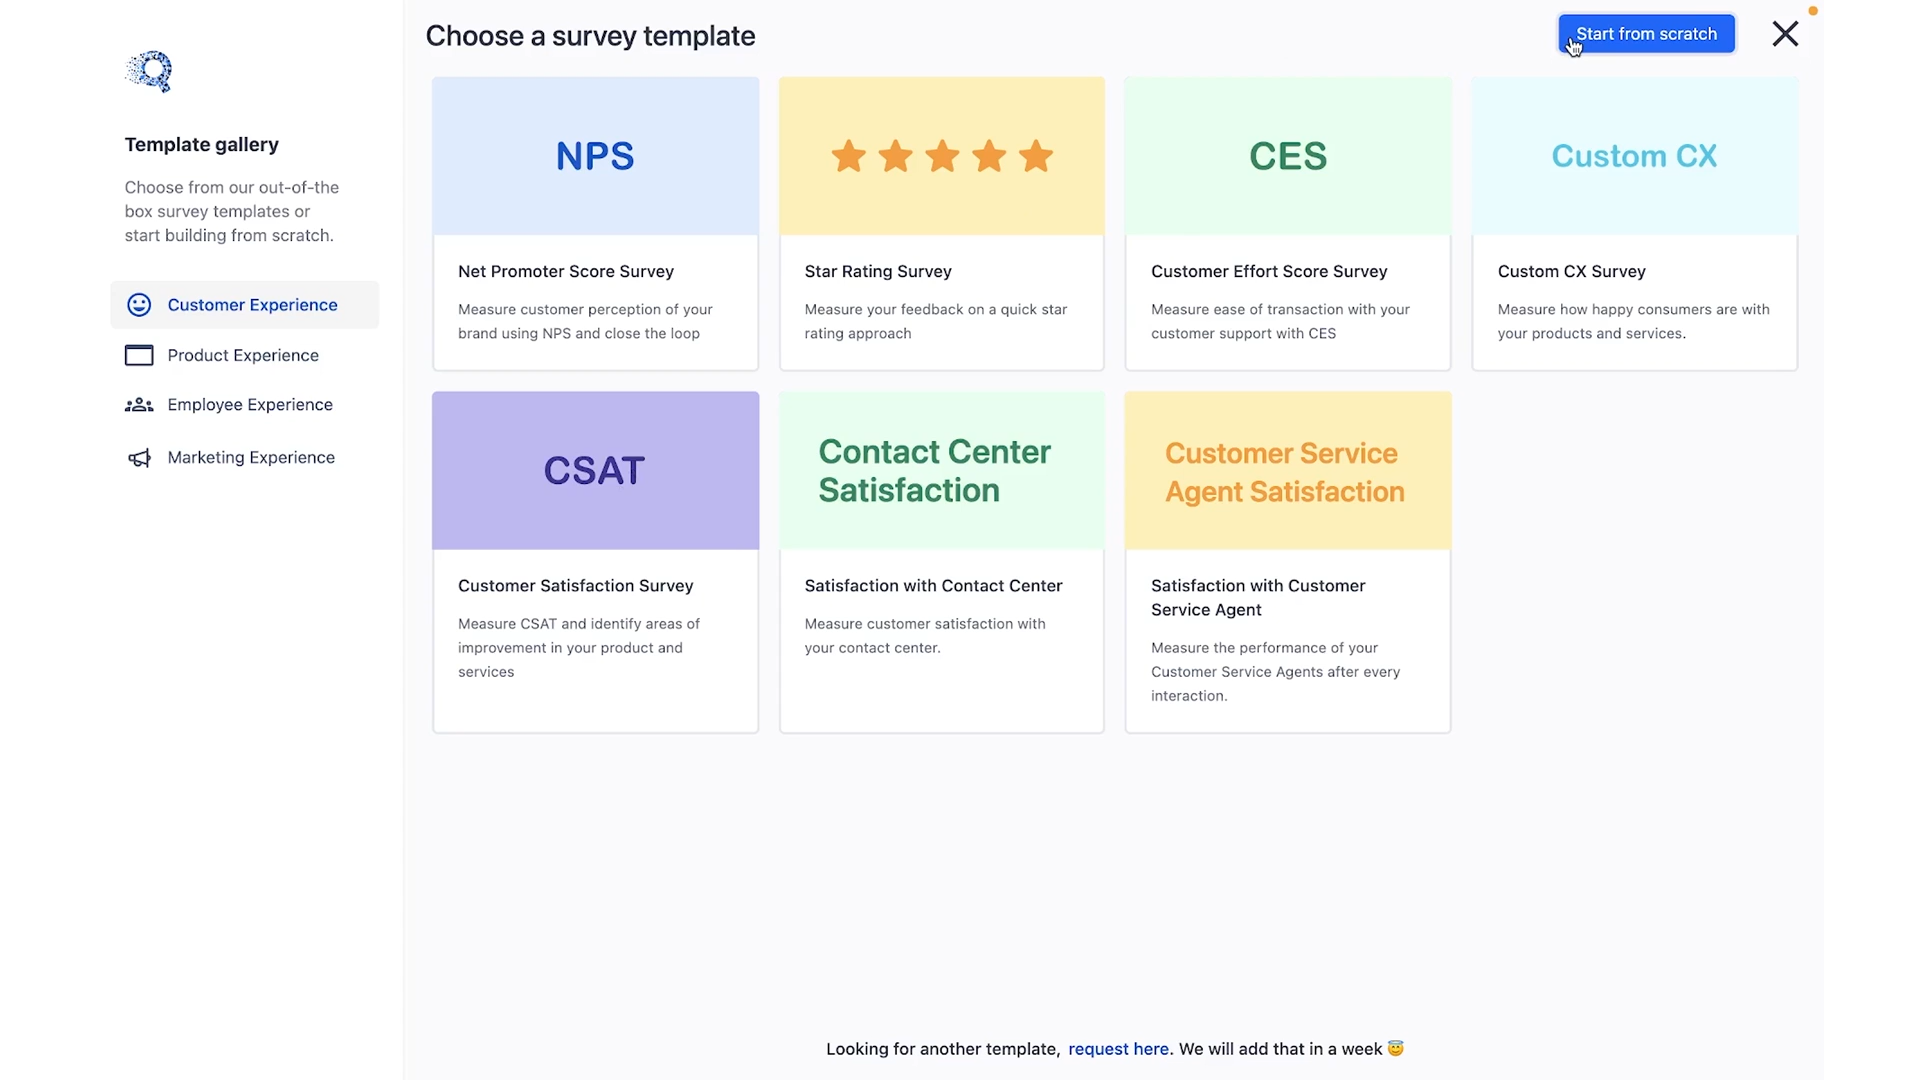 Choose a survey template
Start from scratch
Template gallery
Choose from our out-of-the
box survey templates or
start building from scratch.
Customer Experience
Product Experience
Employee Experience
Marketing Experience
NPS
Net Promoter Score Survey
Measure customer perception of your
brand using NPS and close the loop
Star Rating Survey
Measure your feedback on a quick star
rating approach
CES
Customer Effort Score Survey
Measure ease of transaction with your
customer support with CES
Custom CX
Custom CX Survey
Measure how happy consumers are with
your products and services.
CSAT
Customer Satisfaction Survey
Measure CSAT and identify areas of
improvement in your product and
services
Contact Center
Satisfaction
Satisfaction with Contact Center
Measure customer satisfaction with
your contact center.
Customer Service
Agent Satisfaction
Satisfaction with Customer
Service Agent
Measure the performance of your
Customer Service Agents after every
interaction.
Looking for another template, request here. We will add that in a week 😇